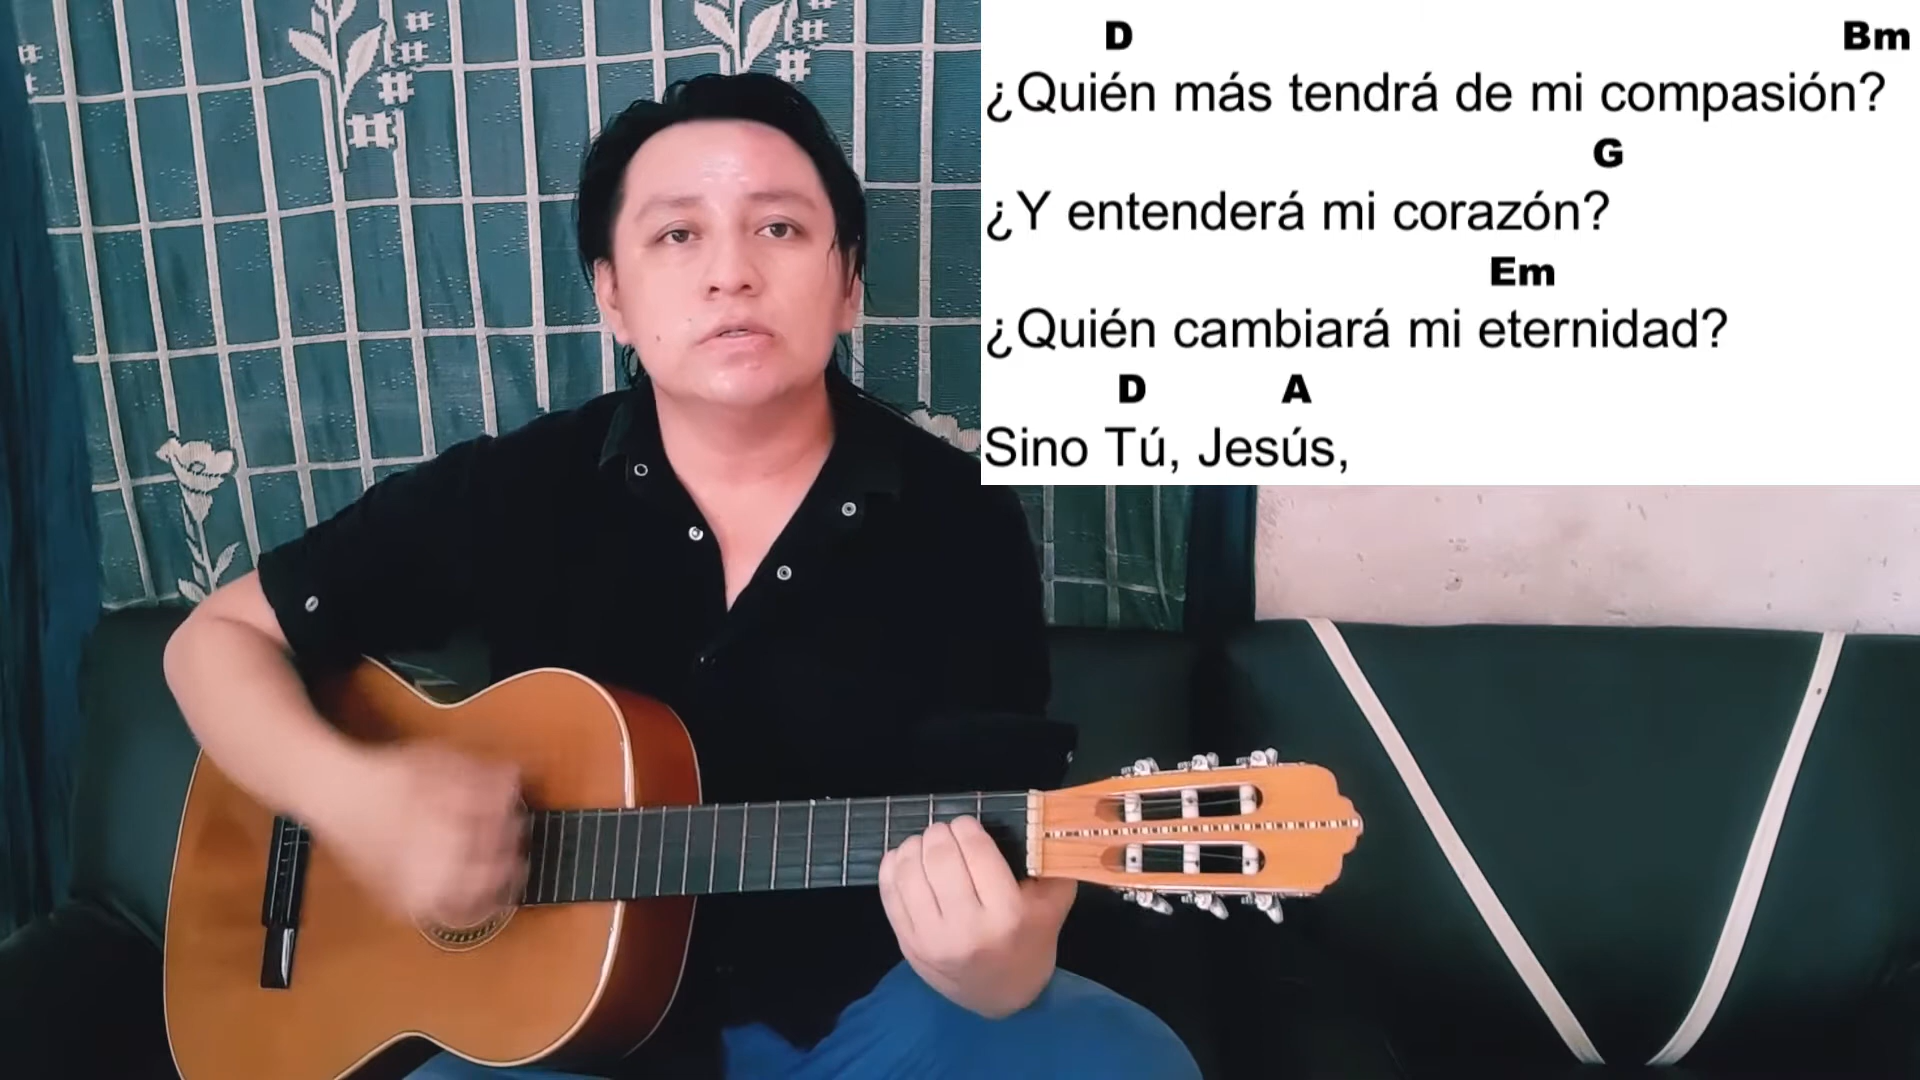 D Bm
¿Quién más tendrá de mi compasión?
G
¿Y entenderá mi corazón?
Em
¿Quién cambiará mi eternidad?
D A
Sino Tú, Jesús,